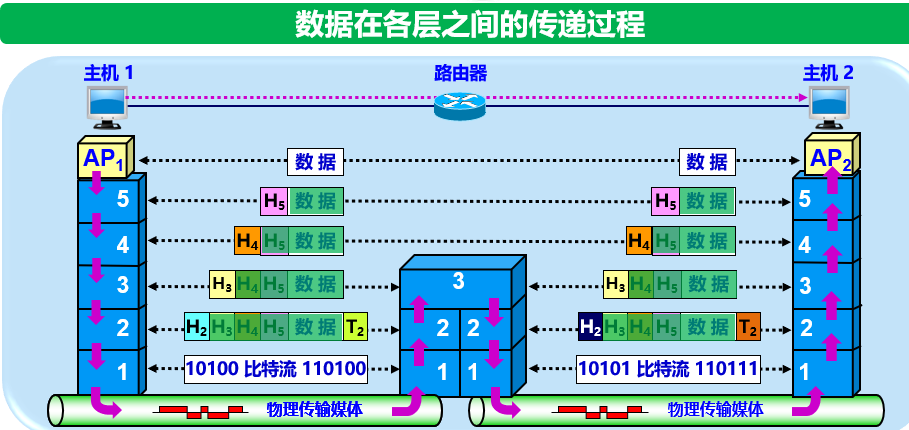 数据在各层之间的传递过程
主机 1 路由器 主机 2
AP1 数 据 数 据 AP2
5 H5 数 据 H5 数 据 5
4 H4 H5 数 据 H4 H5 数 据 4
3 H3 H4 H5 数 据 3 H3 H4 H5 数 据 3
2 H2 H3 H4 H5 数 据 T2 2 2 H2 H3 H4 H5 数 据 T2 2
1 10100 比特流 110100 1 1 10101 比特流 110111 1
物理传输媒体 物理传输媒体